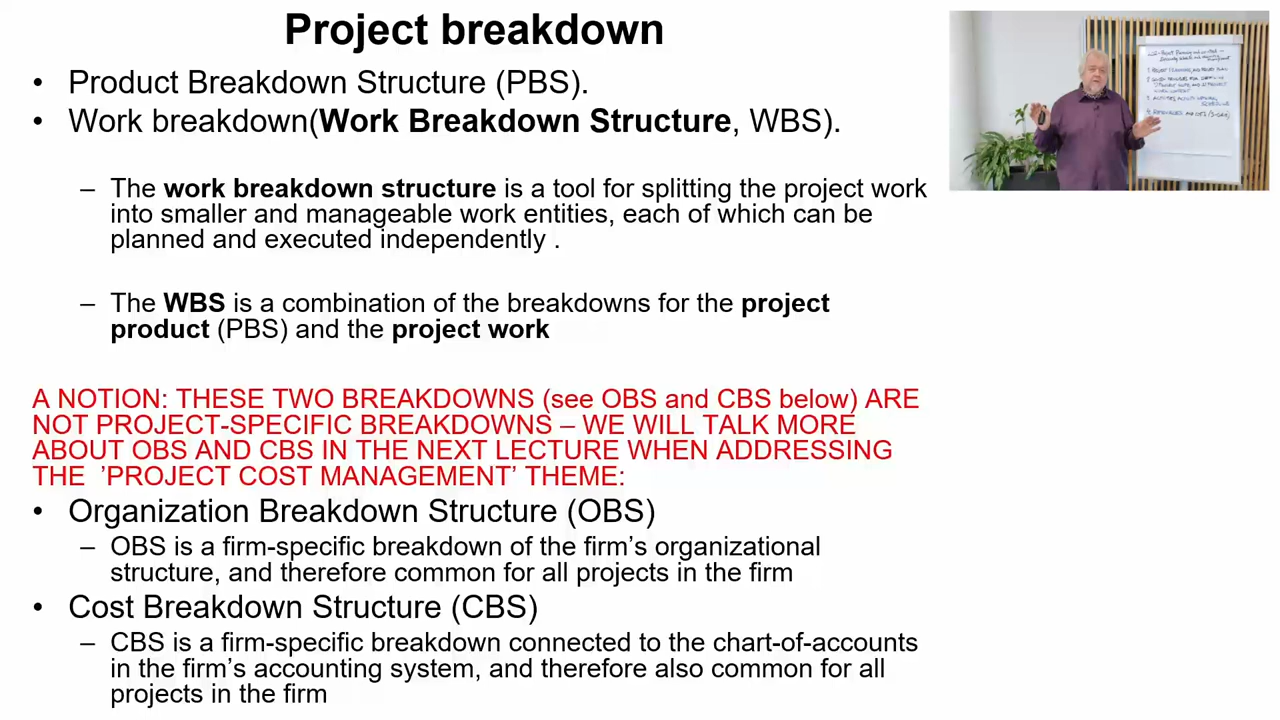 Project breakdown
• Product Breakdown Structure (PBS).
• Work breakdown(Work Breakdown Structure, WBS).
– The work breakdown structure is a tool for splitting the project work
into smaller and manageable work entities, each of which can be
planned and executed independently .
– The WBS is a combination of the breakdowns for the project
product (PBS) and the project work
A NOTION: THESE TWO BREAKDOWNS (see OBS and CBS below) ARE
NOT PROJECT-SPECIFIC BREAKDOWNS – WE WILL TALK MORE
ABOUT OBS AND CBS IN THE NEXT LECTURE WHEN ADDRESSING
THE ’PROJECT COST MANAGEMENT’ THEME:
• Organization Breakdown Structure (OBS)
– OBS is a firm-specific breakdown of the firm’s organizational
structure, and therefore common for all projects in the firm
• Cost Breakdown Structure (CBS)
– CBS is a firm-specific breakdown connected to the chart-of-accounts
in the firm’s accounting system, and therefore also common for all
projects in the firm